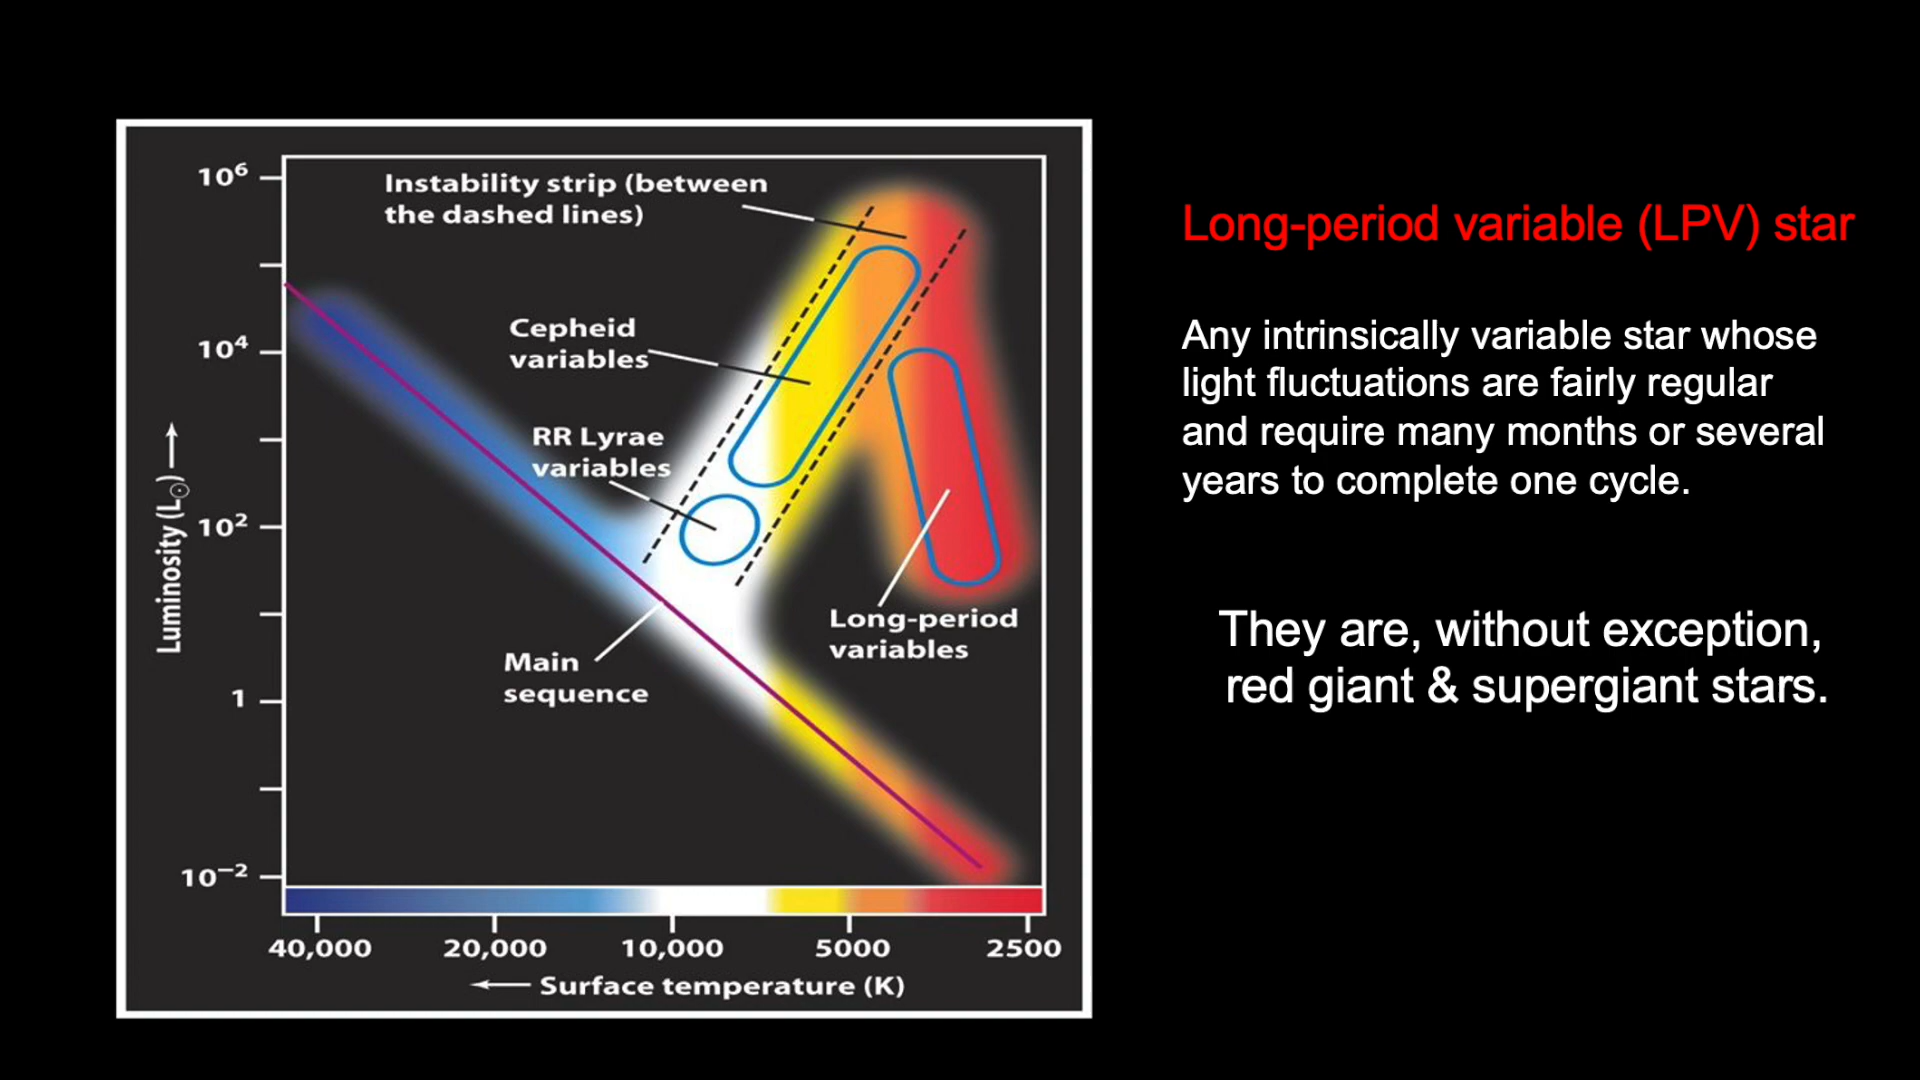 Long-period variable (LPV) star
Any intrinsically variable star whose
light fluctuations are fairly regular
and require many months or several
years to complete one cycle.
They are, without exception,
red giant & supergiant stars.
Instability strip (between
the dashed lines)
Cepheid
variables
RR Lyrae
variables
Long-period
variables
Main
sequence
Luminosity (L☉) →
10⁶
10⁴
10²
1
10⁻²
40,000 20,000 10,000 5000 2500
← Surface temperature (K)